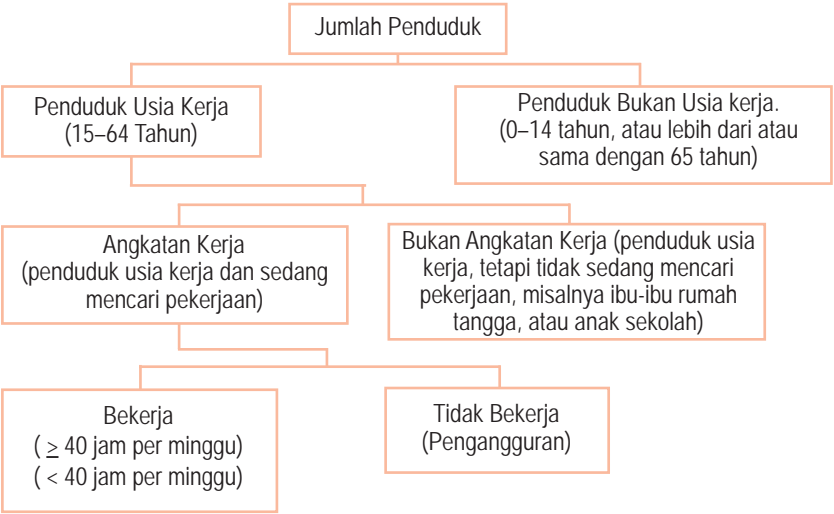 Jumlah Penduduk
Penduduk Usia Kerja
(15–64 Tahun)
Penduduk Bukan Usia kerja.
(0–14 tahun, atau lebih dari atau
sama dengan 65 tahun)
Angkatan Kerja
(penduduk usia kerja dan sedang
mencari pekerjaan)
Bukan Angkatan Kerja (penduduk usia
kerja, tetapi tidak sedang mencari
pekerjaan, misalnya ibu-ibu rumah
tangga, atau anak sekolah)
Bekerja
( ≥ 40 jam per minggu)
( < 40 jam per minggu)
Tidak Bekerja
(Pengangguran)